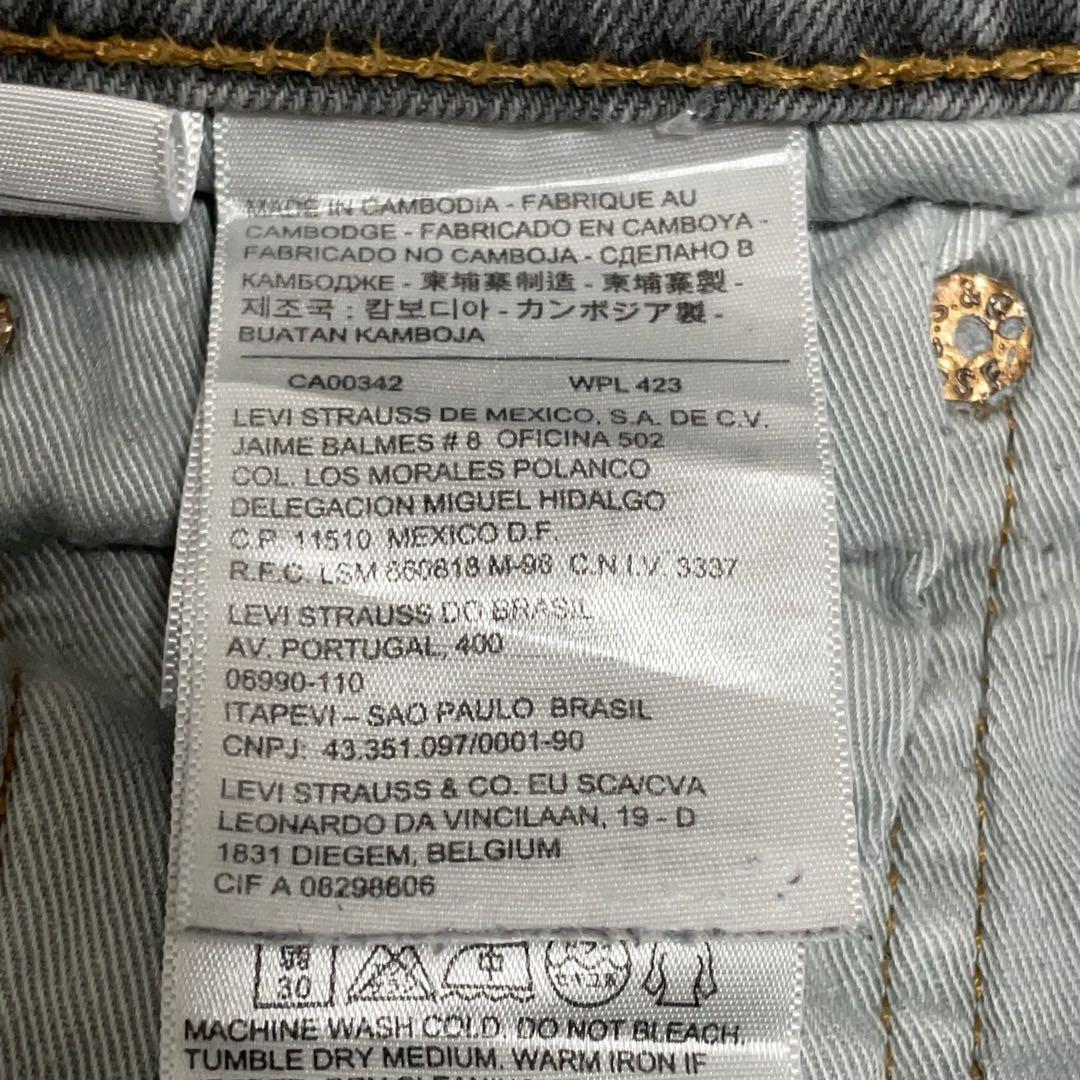 MADE IN CAMBODIA - FABRIQUE AU
CAMBODGE - FABRICADO EN CAMBOYA -
FABRICADO NO CAMBOJA - СДЕЛАНО В
КАМБОДЖЕ - 柬埔寨制造 - 柬埔寨製 -
제조국 : 캄보디아 - カンボジア製 -
BUATAN KAMBOJA
CA00342 WPL 423
LEVI STRAUSS DE MEXICO, S.A. DE C.V.
JAIME BALMES # 8 OFICINA 502
COL. LOS MORALES POLANCO
DELEGACION MIGUEL HIDALGO
C.P. 11510 MEXICO D.F.
R.F.C. LSM 860818 M-98 C.N.I.V. 3337
LEVI STRAUSS DO BRASIL
AV. PORTUGAL, 400
06990-110
ITAPEVI – SAO PAULO BRASIL
CNPJ: 43.351.097/0001-90
LEVI STRAUSS & CO. EU SCA/CVA
LEONARDO DA VINCILAAN, 19 - D
1831 DIEGEM, BELGIUM
CIF A 08298606
弱 30 中
MACHINE WASH COLD. DO NOT BLEACH.
TUMBLE DRY MEDIUM. WARM IRON IF